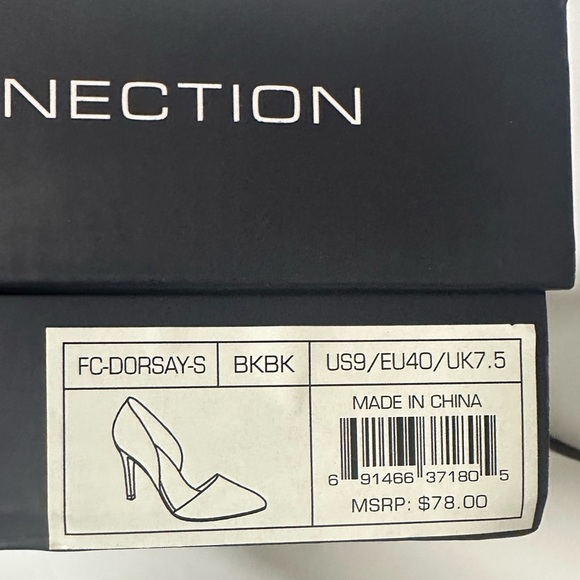 NECTION
FC-DORSAY-S BKBK US9/EU40/UK7.5
MADE IN CHINA
6 91466 37180 5
MSRP: $78.00